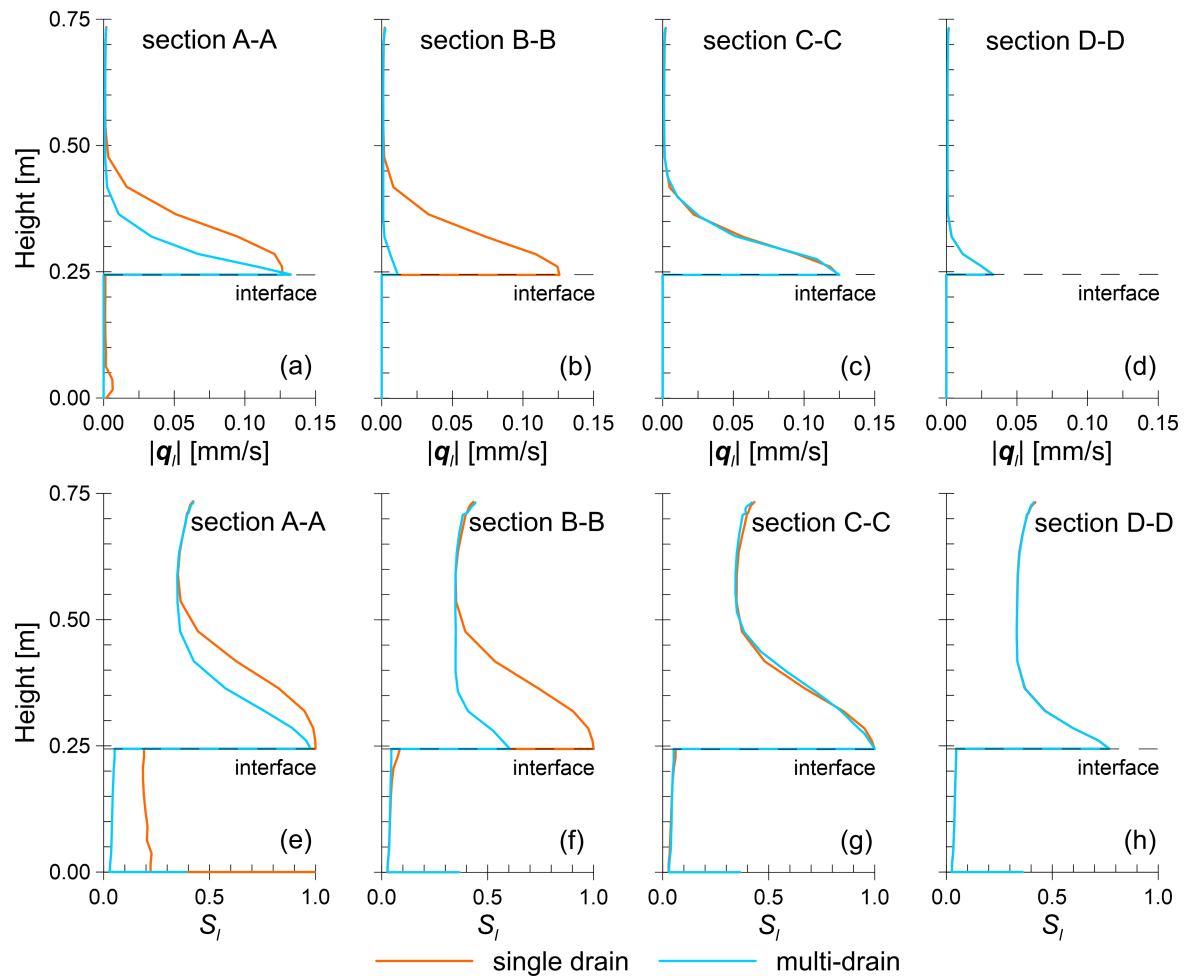 0.75
section A-A
section B-B
section C-C
section D-D
0.50
Height [m]
0.25
interface
interface
interface
interface
(a)
(b)
(c)
(d)
0.00
0.00 0.05 0.10 0.15
0.00 0.05 0.10 0.15
0.00 0.05 0.10 0.15
0.00 0.05 0.10 0.15
|q_l| [mm/s]
|q_l| [mm/s]
|q_l| [mm/s]
|q_l| [mm/s]
0.75
section A-A
section B-B
section C-C
section D-D
0.50
Height [m]
0.25
interface
interface
interface
interface
(e)
(f)
(g)
(h)
0.00
0.0 0.5 1.0
0.0 0.5 1.0
0.0 0.5 1.0
0.0 0.5 1.0
S_l
S_l
S_l
S_l
single drain
multi-drain